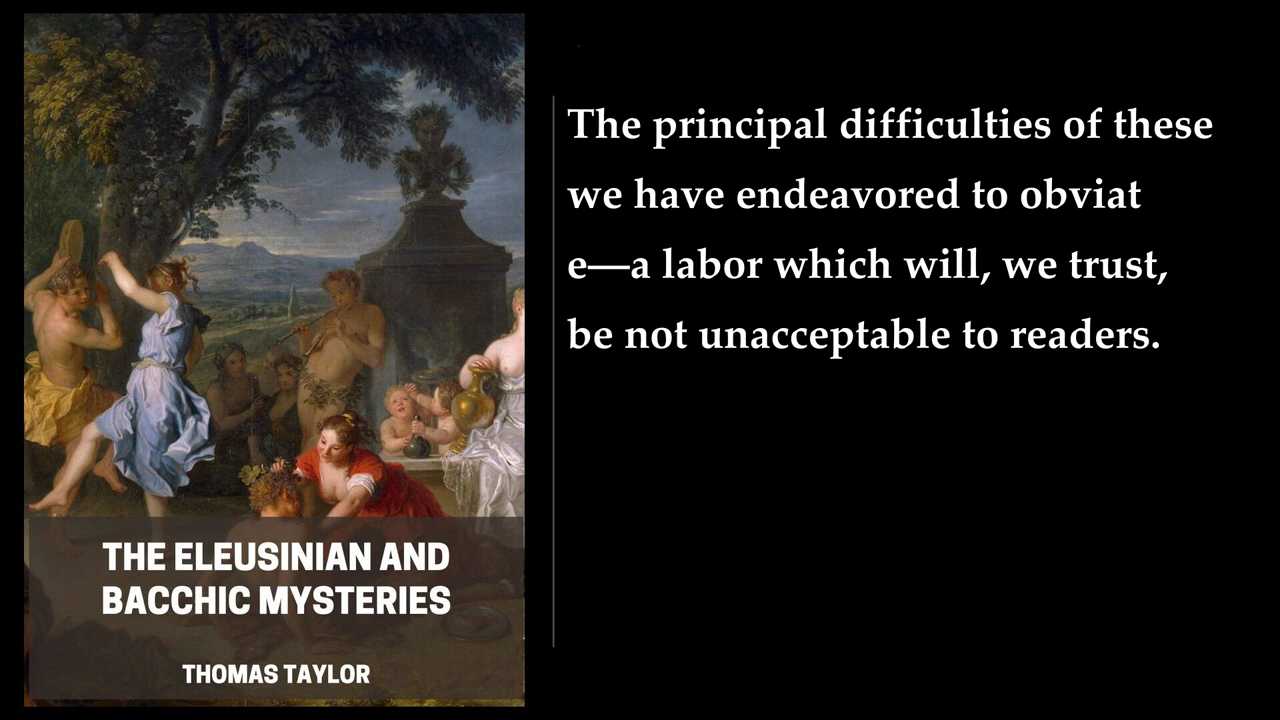 The principal difficulties of these
we have endeavored to obviat
e—a labor which will, we trust,
be not unacceptable to readers.
THE ELEUSINIAN AND
BACCHIC MYSTERIES
THOMAS TAYLOR